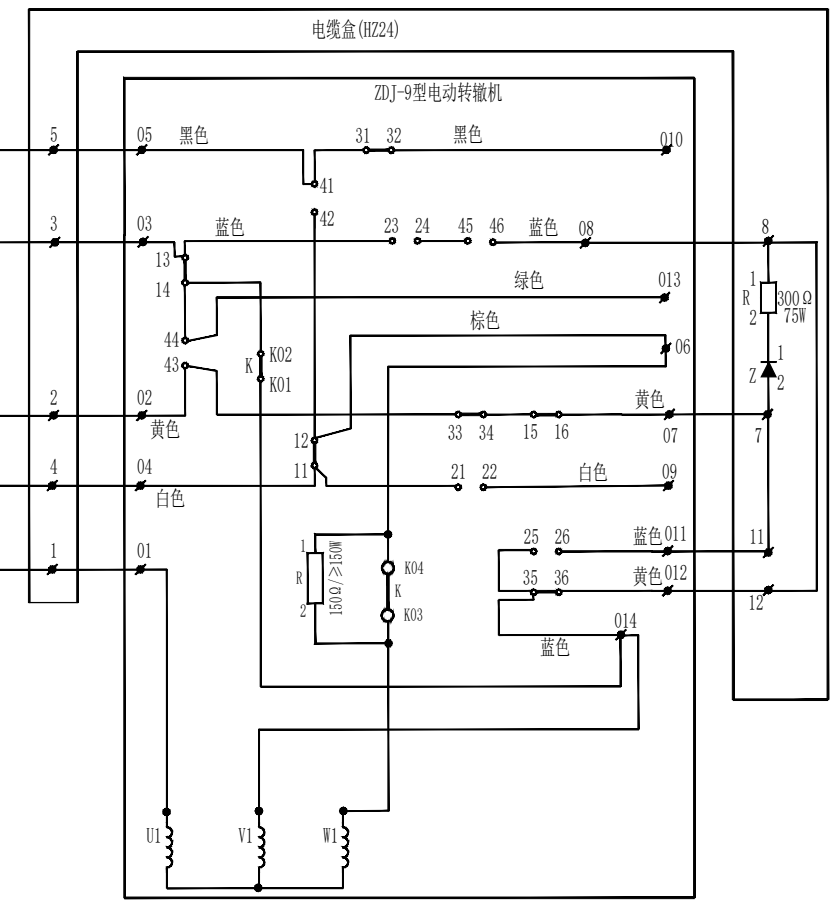 电缆盒(HZ24)
ZDJ-9型电动转辙机
5 05 黑色 31 32 黑色 010
41
42
3 03 蓝色 23 24 45 46 蓝色 08 8
13
14
绿色 013
1
R 300Ω
2 75W
棕色
44
06
43
K K02
K01
1
Z 2
2 02 黄色
黄色 33 34 15 16 07 7
12
11
4 04 21 22 白色 09
白色
1 01
25 26 蓝色 011 11
1
R 150Ω/≥150W
2
K04
K
K03
35 36 黄色 012 12
014
蓝色
U1 V1 W1